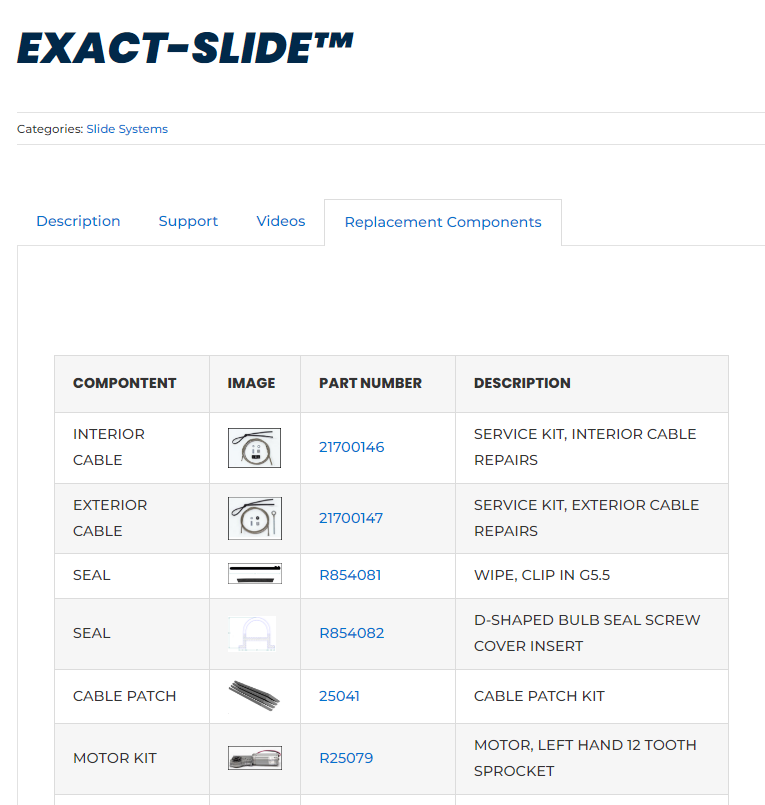 EXACT-SLIDE™
Categories: Slide Systems
Description Support Videos Replacement Components
COMPONTENT IMAGE PART NUMBER DESCRIPTION
INTERIOR CABLE 21700146 SERVICE KIT, INTERIOR CABLE REPAIRS
EXTERIOR CABLE 21700147 SERVICE KIT, EXTERIOR CABLE REPAIRS
SEAL R854081 WIPE, CLIP IN G5.5
SEAL R854082 D-SHAPED BULB SEAL SCREW COVER INSERT
CABLE PATCH 25041 CABLE PATCH KIT
MOTOR KIT R25079 MOTOR, LEFT HAND 12 TOOTH SPROCKET